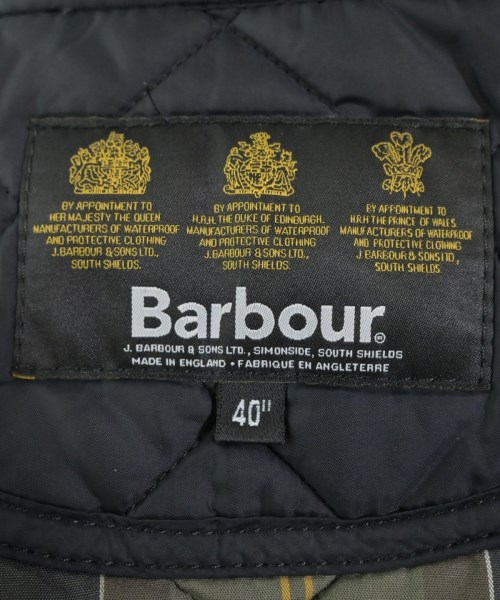 BY APPOINTMENT TO
HER MAJESTY THE QUEEN
MANUFACTURERS OF WATERPROOF
AND PROTECTIVE CLOTHING
J. BARBOUR & SONS LTD.,
SOUTH SHIELDS.
BY APPOINTMENT TO
H.R.H. THE DUKE OF EDINBURGH,
MANUFACTURERS OF WATERPROOF
AND PROTECTIVE CLOTHING
J. BARBOUR & SONS LTD.,
SOUTH SHIELDS.
BY APPOINTMENT TO
H.R.H THE PRINCE OF WALES
MANUFACTURERS OF WATERPROOF
AND PROTECTIVE CLOTHING
J BARBOUR & SONS LTD,
SOUTH SHIELDS
Barbour®
J. BARBOUR & SONS LTD., SIMONSIDE, SOUTH SHIELDS
MADE IN ENGLAND • FABRIQUE EN ANGLETERRE
40"